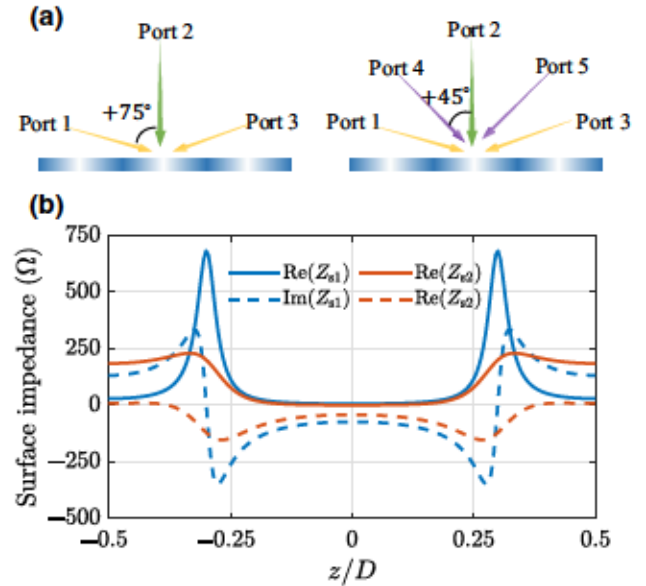 (a)
Port 2
+75°
Port 1
Port 3
Port 2
Port 4
Port 5
+45°
Port 1
Port 3
(b)
Surface impedance (Ω)
750
500
250
0
−250
−500
Re(Zs1)
Im(Zs1)
Re(Zs2)
Re(Zs2)
−0.5
−0.25
0
0.25
0.5
z/D